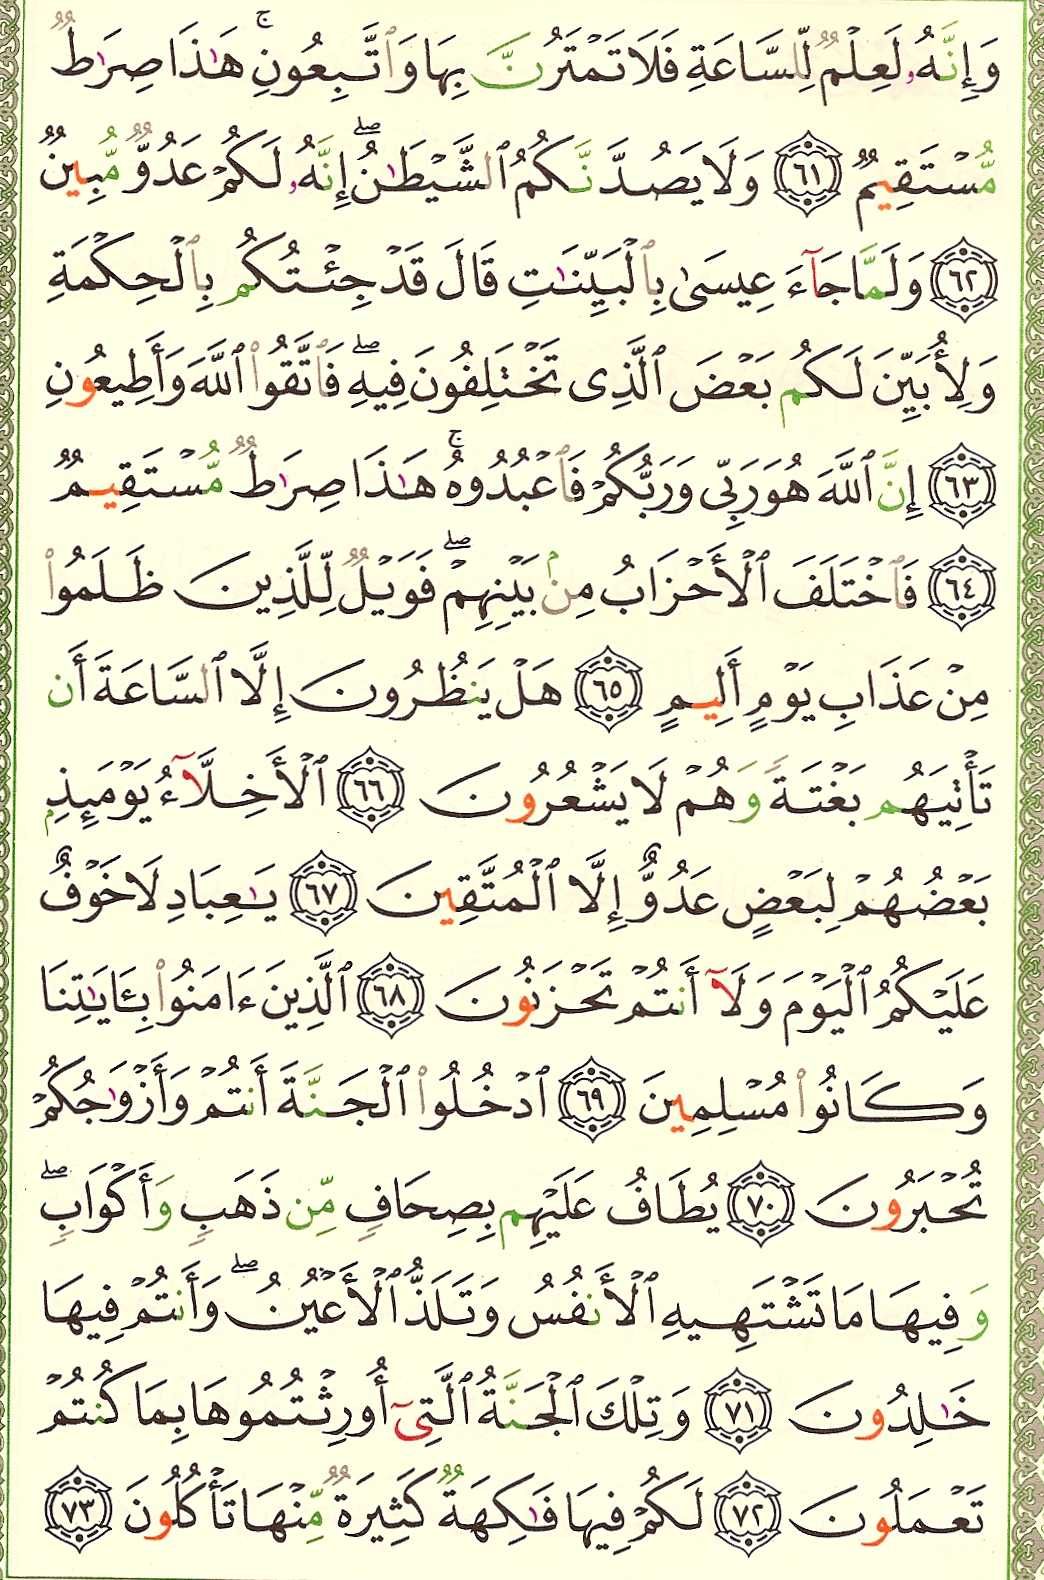 وَإِنَّهُۥ لَعِلْمٌ لِّلسَّاعَةِ فَلَا تَمْتَرُنَّ بِهَا وَٱتَّبِعُونِ ۚ هَٰذَا صِرَٰطٌ
مُّسْتَقِيمٌ ﴿٦١﴾ وَلَا يَصُدَّنَّكُمُ ٱلشَّيْطَٰنُ ۖ إِنَّهُۥ لَكُمْ عَدُوٌّ مُّبِينٌ
﴿٦٢﴾ وَلَمَّا جَآءَ عِيسَىٰ بِٱلْبَيِّنَٰتِ قَالَ قَدْ جِئْتُكُم بِٱلْحِكْمَةِ
وَلِأُبَيِّنَ لَكُم بَعْضَ ٱلَّذِى تَخْتَلِفُونَ فِيهِ ۖ فَٱتَّقُوا۟ ٱللَّهَ وَأَطِيعُونِ
﴿٦٣﴾ إِنَّ ٱللَّهَ هُوَ رَبِّى وَرَبُّكُمْ فَٱعْبُدُوهُ ۚ هَٰذَا صِرَٰطٌ مُّسْتَقِيمٌ
﴿٦٤﴾ فَٱخْتَلَفَ ٱلْأَحْزَابُ مِنۢ بَيْنِهِمْ ۖ فَوَيْلٌ لِّلَّذِينَ ظَلَمُوا۟
مِنْ عَذَابِ يَوْمٍ أَلِيمٍ ﴿٦٥﴾ هَلْ يَنظُرُونَ إِلَّا ٱلسَّاعَةَ أَن
تَأْتِيَهُم بَغْتَةً وَهُمْ لَا يَشْعُرُونَ ﴿٦٦﴾ ٱلْأَخِلَّآءُ يَوْمَئِذٍۭ
بَعْضُهُمْ لِبَعْضٍ عَدُوٌّ إِلَّا ٱلْمُتَّقِينَ ﴿٦٧﴾ يَٰعِبَادِ لَا خَوْفٌ
عَلَيْكُمُ ٱلْيَوْمَ وَلَآ أَنتُمْ تَحْزَنُونَ ﴿٦٨﴾ ٱلَّذِينَ ءَامَنُوا۟ بِـَٔايَٰتِنَا
وَكَانُوا۟ مُسْلِمِينَ ﴿٦٩﴾ ٱدْخُلُوا۟ ٱلْجَنَّةَ أَنتُمْ وَأَزْوَٰجُكُمْ
تُحْبَرُونَ ﴿٧٠﴾ يُطَافُ عَلَيْهِم بِصِحَافٍ مِّن ذَهَبٍ وَأَكْوَابٍ ۖ
وَفِيهَا مَا تَشْتَهِيهِ ٱلْأَنفُسُ وَتَلَذُّ ٱلْأَعْيُنُ ۖ وَأَنتُمْ فِيهَا
خَٰلِدُونَ ﴿٧١﴾ وَتِلْكَ ٱلْجَنَّةُ ٱلَّتِىٓ أُورِثْتُمُوهَا بِمَا كُنتُمْ
تَعْمَلُونَ ﴿٧٢﴾ لَكُمْ فِيهَا فَٰكِهَةٌ كَثِيرَةٌ مِّنْهَا تَأْكُلُونَ ﴿٧٣﴾